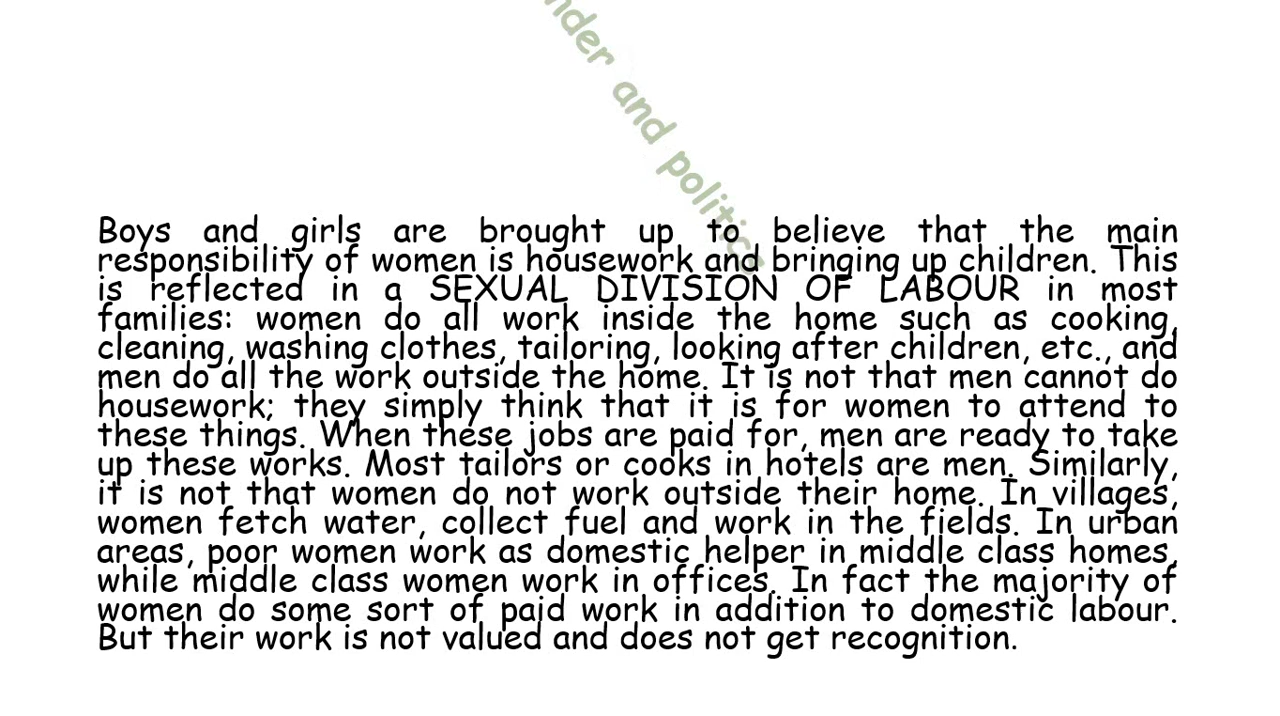 nder and politics
Boys and girls are brought up to believe that the main
responsibility of women is housework and bringing up children. This
is reflected in a SEXUAL DIVISION OF LABOUR in most
families: women do all work inside the home such as cooking,
cleaning, washing clothes, tailoring, looking after children, etc., and
men do all the work outside the home. It is not that men cannot do
housework; they simply think that it is for women to attend to
these things. When these jobs are paid for, men are ready to take
up these works. Most tailors or cooks in hotels are men. Similarly,
it is not that women do not work outside their home. In villages,
women fetch water, collect fuel and work in the fields. In urban
areas, poor women work as domestic helper in middle class homes,
while middle class women work in offices. In fact the majority of
women do some sort of paid work in addition to domestic labour.
But their work is not valued and does not get recognition.